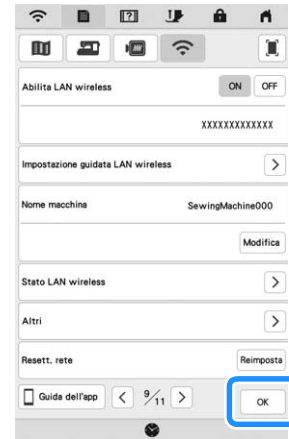 Abilita LAN wireless ON OFF
XXXXXXXXXXXXX
Impostazione guidata LAN wireless >
Nome macchina SewingMachine000
Modifica
Stato LAN wireless >
Altri >
Resett. rete Reimposta
Guida dell'app < 9/11 > OK